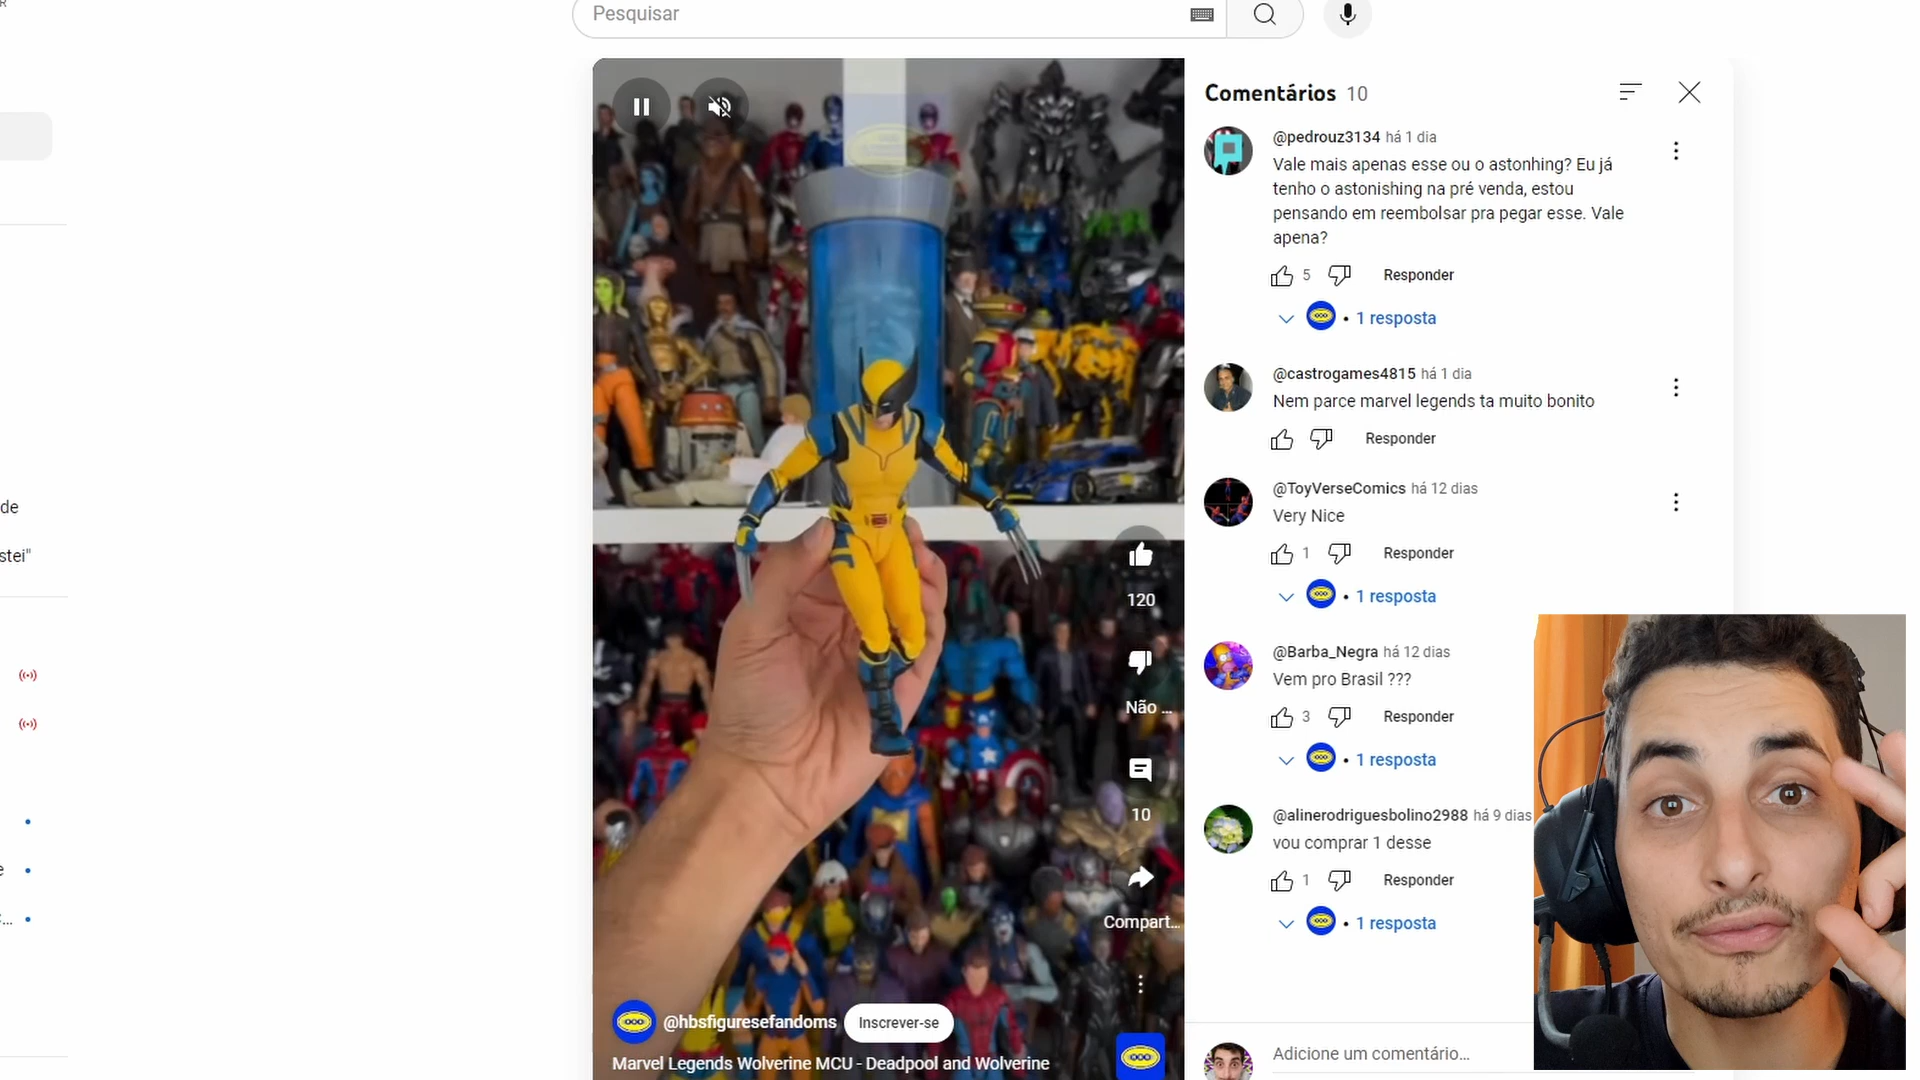 Pesquisar
de
stei"
e
Comentários 10
@pedrouz3134 há 1 dia
Vale mais apenas esse ou o astonhing? Eu já
tenho o astonishing na pré venda, estou
pensando em reembolsar pra pegar esse. Vale
apena?
5 Responder
• 1 resposta
@castrogames4815 há 1 dia
Nem parce marvel legends ta muito bonito
Responder
@ToyVerseComics há 12 dias
Very Nice
1 Responder
• 1 resposta
@Barba_Negra há 12 dias
Vem pro Brasil ???
3 Responder
• 1 resposta
@alinerodriguesbolino2988 há 9 dias
vou comprar 1 desse
1 Responder
• 1 resposta
Adicione um comentário...
120
Não ...
10
Compart...
@hbsfiguresefandoms Inscrever-se
Marvel Legends Wolverine MCU - Deadpool and Wolverine